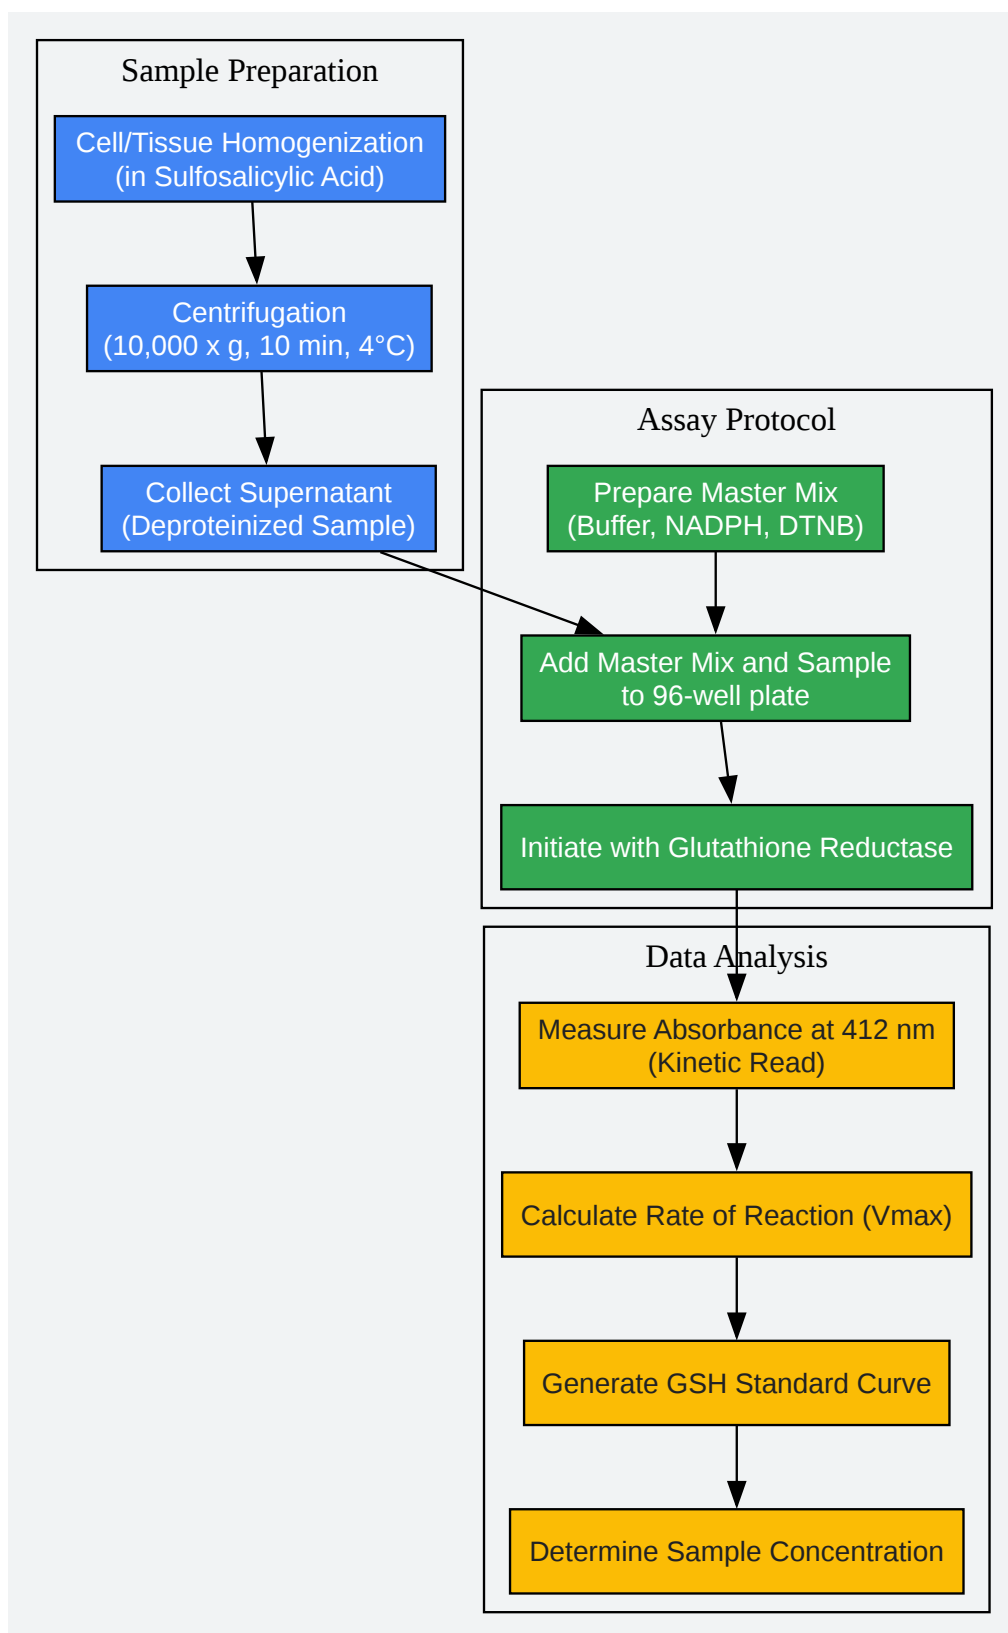 Sample Preparation
Cell/Tissue Homogenization
(in Sulfosalicylic Acid)
Centrifugation
(10,000 x g, 10 min, 4°C)
Collect Supernatant
(Deproteinized Sample)
Assay Protocol
Prepare Master Mix
(Buffer, NADPH, DTNB)
Add Master Mix and Sample
to 96-well plate
Initiate with Glutathione Reductase
Data Analysis
Measure Absorbance at 412 nm
(Kinetic Read)
Calculate Rate of Reaction (Vmax)
Generate GSH Standard Curve
Determine Sample Concentration